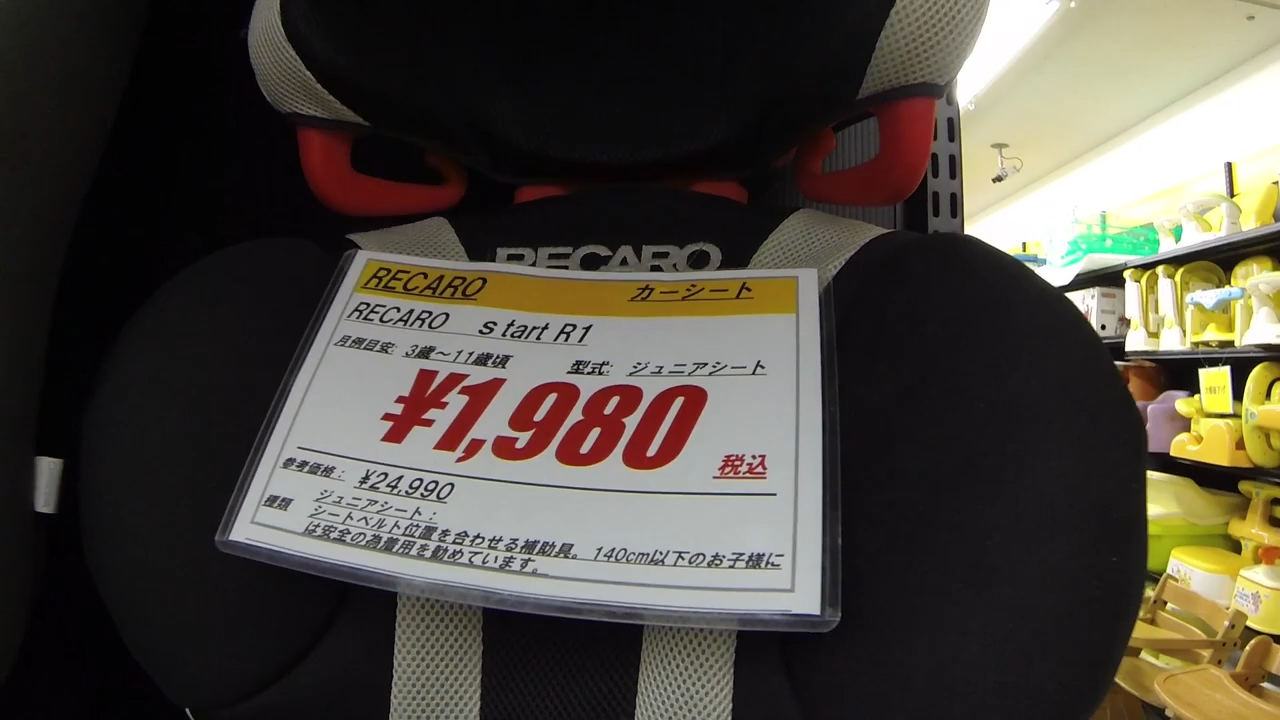 RECARO
RECARO カーシート
RECARO start R1
月例目安: 3歳～11歳頃 型式: ジュニアシート
¥1,980 税込
参考価格: ¥24,990
種類 ジュニアシート:
シートベルト位置を合わせる補助具。140cm以下のお子様に
は安全の為着用を勧めています。